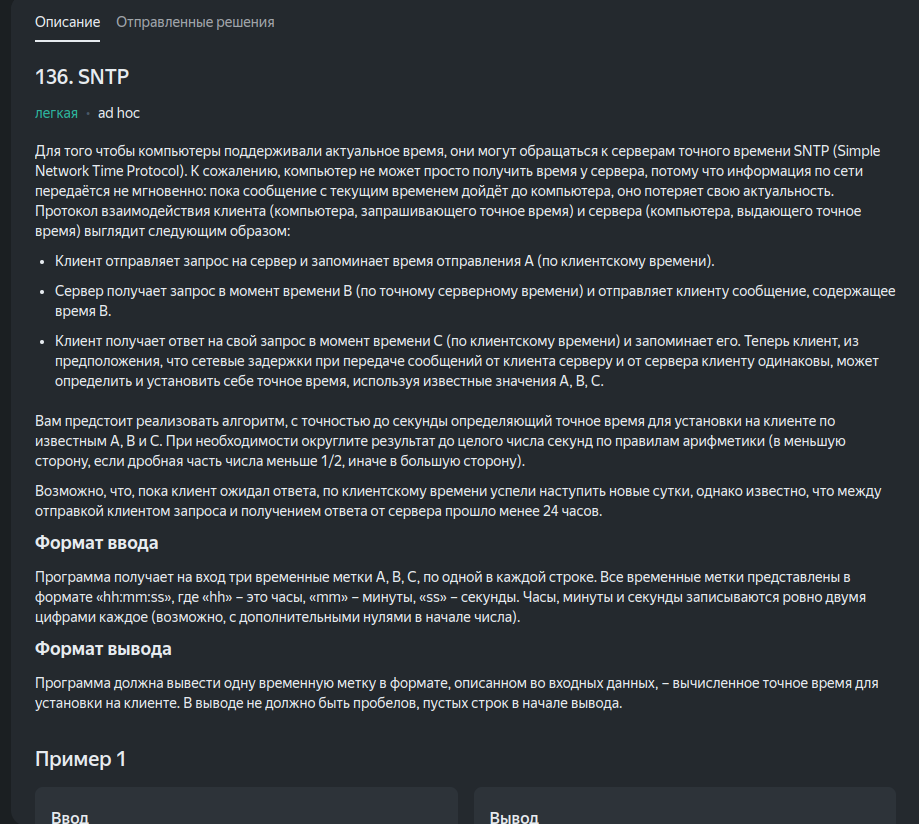 Описание Отправленные решения
136. SNTP
легкая · ad hoc
Для того чтобы компьютеры поддерживали актуальное время, они могут обращаться к серверам точного времени SNTP (Simple
Network Time Protocol). К сожалению, компьютер не может просто получить время у сервера, потому что информация по сети
передаётся не мгновенно: пока сообщение с текущим временем дойдёт до компьютера, оно потеряет свою актуальность.
Протокол взаимодействия клиента (компьютера, запрашивающего точное время) и сервера (компьютера, выдающего точное
время) выглядит следующим образом:
• Клиент отправляет запрос на сервер и запоминает время отправления A (по клиентскому времени).
• Сервер получает запрос в момент времени B (по точному серверному времени) и отправляет клиенту сообщение, содержащее
время B.
• Клиент получает ответ на свой запрос в момент времени C (по клиентскому времени) и запоминает его. Теперь клиент, из
предположения, что сетевые задержки при передаче сообщений от клиента серверу и от сервера клиенту одинаковы, может
определить и установить себе точное время, используя известные значения A, B, C.
Вам предстоит реализовать алгоритм, с точностью до секунды определяющий точное время для установки на клиенте по
известным A, B и C. При необходимости округлите результат до целого числа секунд по правилам арифметики (в меньшую
сторону, если дробная часть числа меньше 1/2, иначе в большую сторону).
Возможно, что, пока клиент ожидал ответа, по клиентскому времени успели наступить новые сутки, однако известно, что между
отправкой клиентом запроса и получением ответа от сервера прошло менее 24 часов.
Формат ввода
Программа получает на вход три временные метки A, B, C, по одной в каждой строке. Все временные метки представлены в
формате «hh:mm:ss», где «hh» – это часы, «mm» – минуты, «ss» – секунды. Часы, минуты и секунды записываются ровно двумя
цифрами каждое (возможно, с дополнительными нулями в начале числа).
Формат вывода
Программа должна вывести одну временную метку в формате, описанном во входных данных, – вычисленное точное время для
установки на клиенте. В выводе не должно быть пробелов, пустых строк в начале вывода.
Пример 1
Ввод Вывод